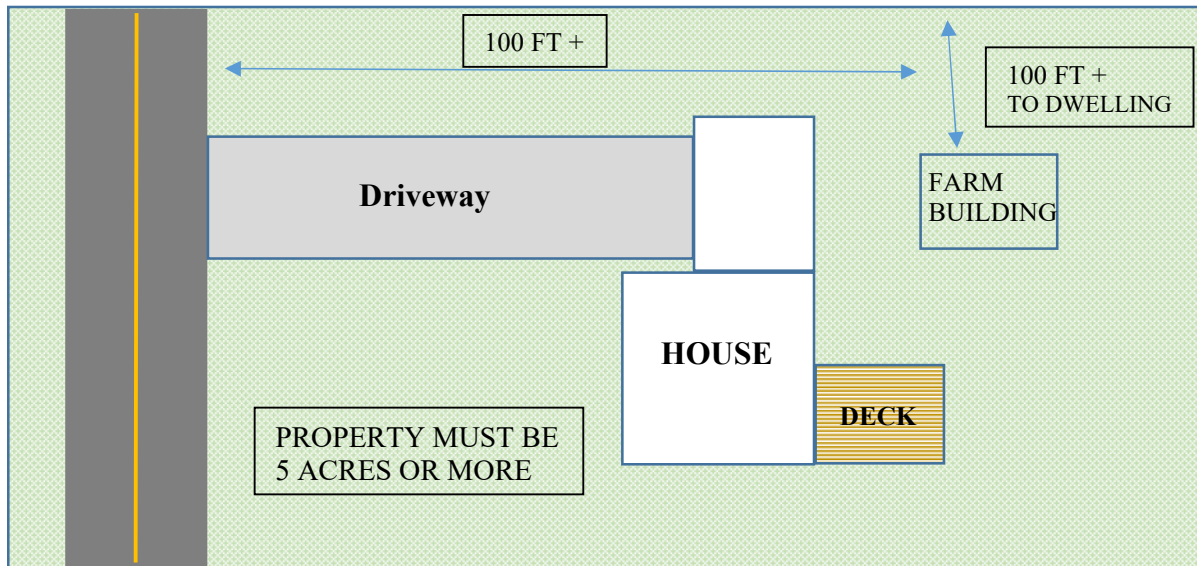 100 FT +
100 FT +
TO DWELLING
Driveway
FARM
BUILDING
HOUSE
DECK
PROPERTY MUST BE
5 ACRES OR MORE